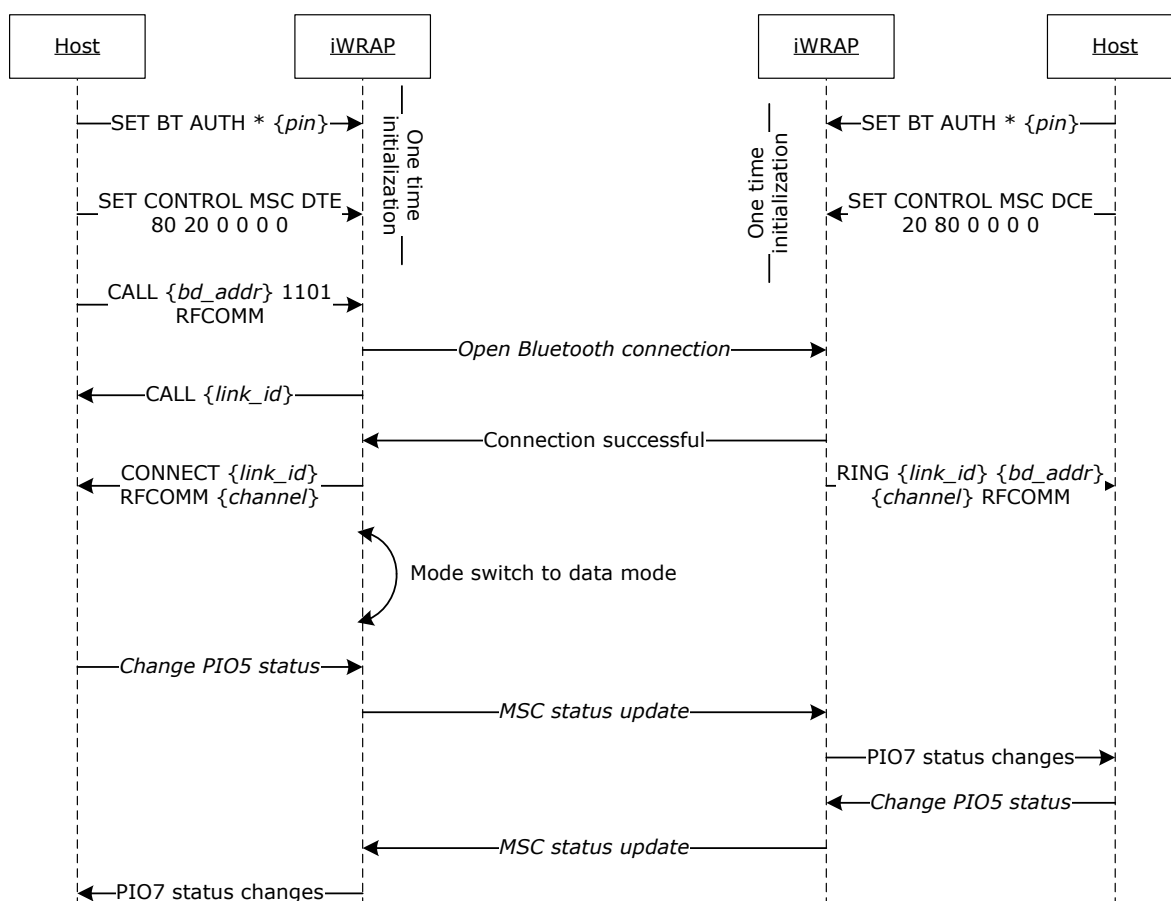 Host
iWRAP
iWRAP
Host
SET BT AUTH * {pin}
SET BT AUTH * {pin}
One time
initialization
One time
initialization
SET CONTROL MSC DTE
80 20 0 0 0 0
SET CONTROL MSC DCE
20 80 0 0 0 0
CALL {bd_addr} 1101
RFCOMM
Open Bluetooth connection
CALL {link_id}
Connection successful
CONNECT {link_id}
RFCOMM {channel}
RING {link_id} {bd_addr}
{channel} RFCOMM
Mode switch to data mode
Change PIO5 status
MSC status update
PIO7 status changes
Change PIO5 status
MSC status update
PIO7 status changes